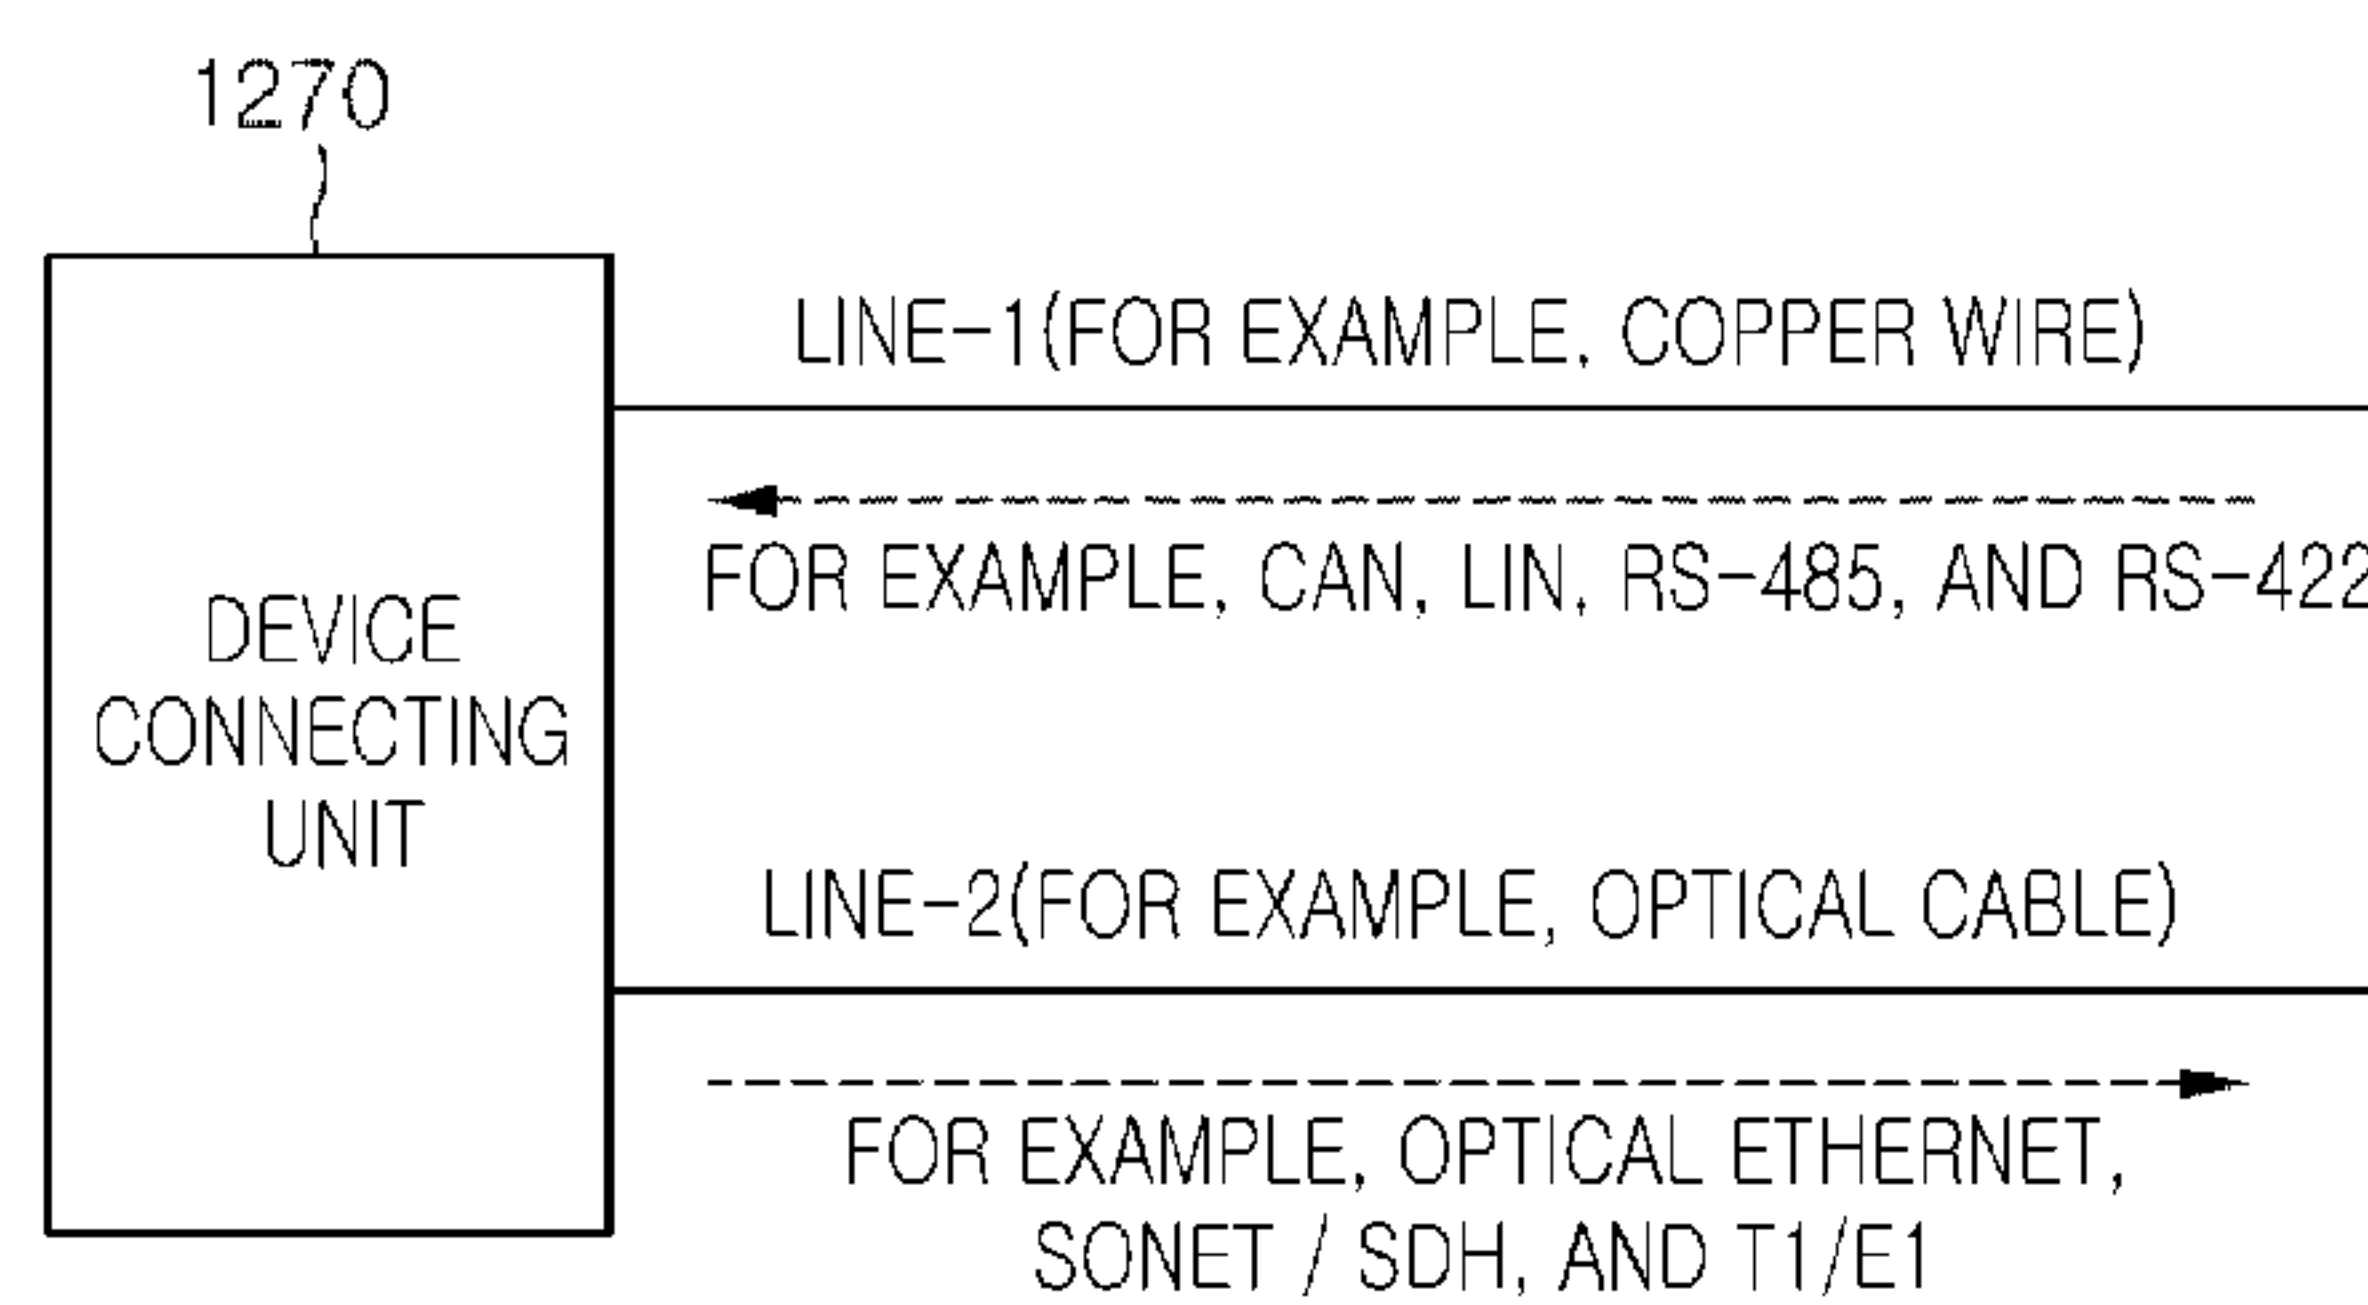 1270
LINE-1(FOR EXAMPLE, COPPER WIRE)
FOR EXAMPLE, CAN, LIN, RS-485, AND RS-422
DEVICE
CONNECTING
UNIT
LINE-2(FOR EXAMPLE, OPTICAL CABLE)
FOR EXAMPLE, OPTICAL ETHERNET,
SONET / SDH, AND T1/E1